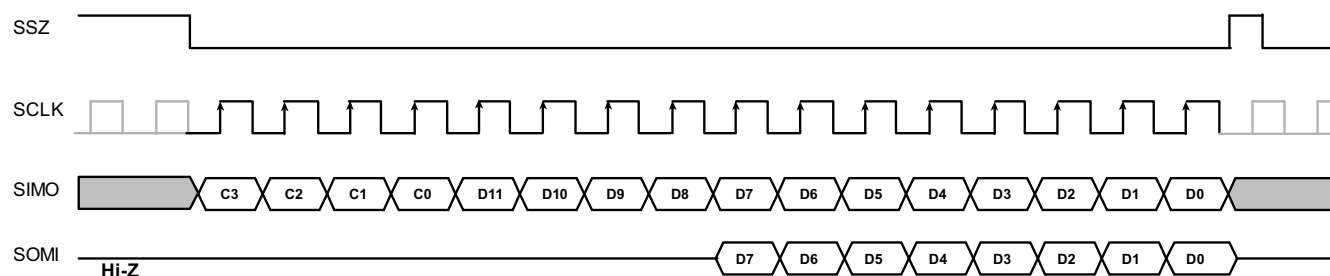 SSZ
SCLK
SIMO C3 C2 C1 C0 D11 D10 D9 D8 D7 D6 D5 D4 D3 D2 D1 D0
SOMI D7 D6 D5 D4 D3 D2 D1 D0
Hi-Z